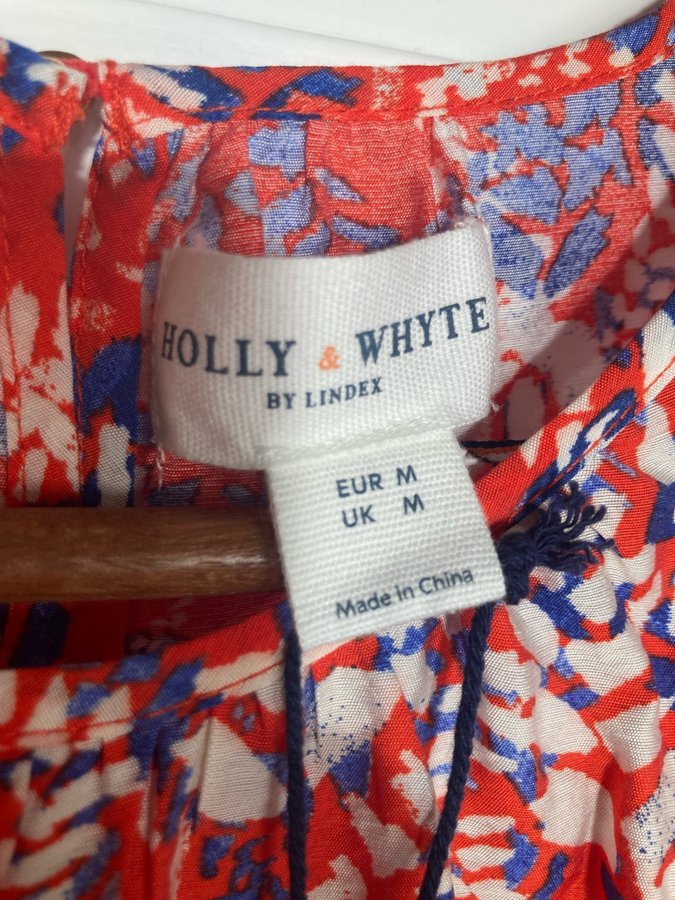 HOLLY & WHYTE
BY LINDEX
EUR M
UK M
Made in China